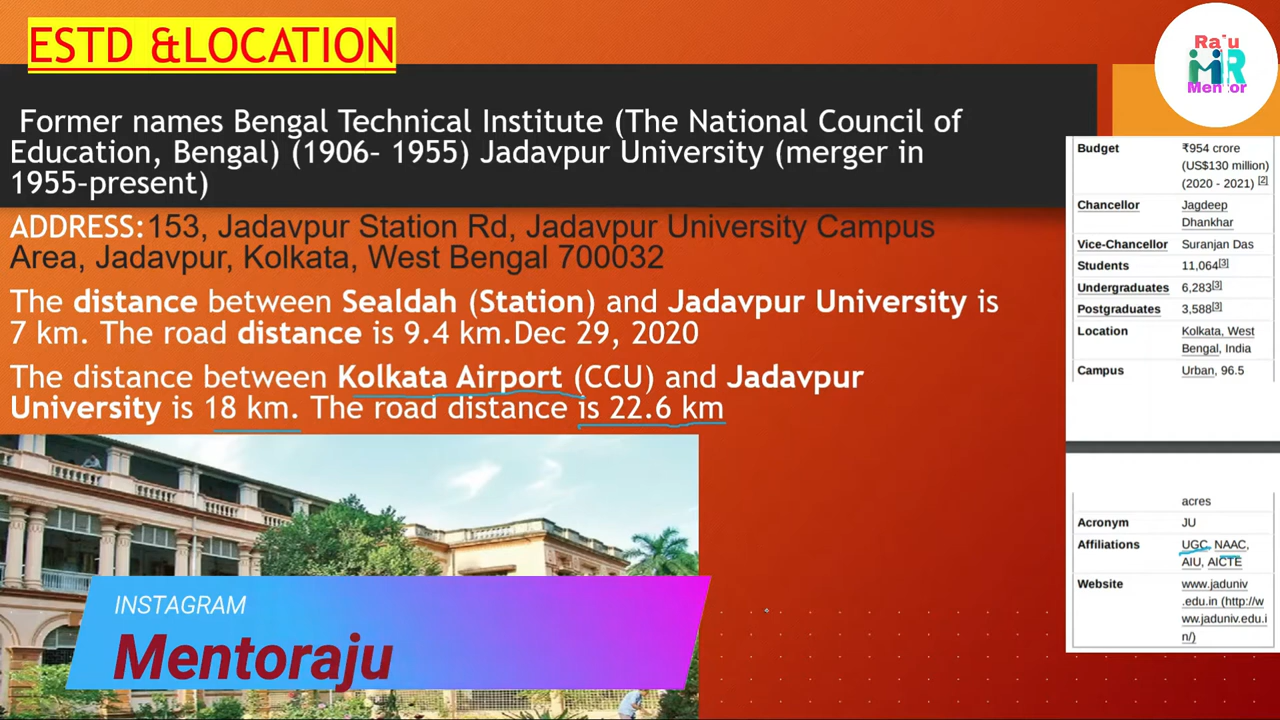 ESTD &LOCATION
Raju
MR
Mentor
Former names Bengal Technical Institute (The National Council of
Education, Bengal) (1906– 1955) Jadavpur University (merger in
1955–present)
ADDRESS:153, Jadavpur Station Rd, Jadavpur University Campus
Area, Jadavpur, Kolkata, West Bengal 700032
The distance between Sealdah (Station) and Jadavpur University is
7 km. The road distance is 9.4 km.Dec 29, 2020
The distance between Kolkata Airport (CCU) and Jadavpur
University is 18 km. The road distance is 22.6 km
INSTAGRAM
Mentoraju
Budget ₹954 crore
(US$130 million)
(2020 - 2021) [2]
Chancellor Jagdeep
Dhankhar
Vice-Chancellor Suranjan Das
Students 11,064[3]
Undergraduates 6,283[3]
Postgraduates 3,588[3]
Location Kolkata, West
Bengal, India
Campus Urban, 96.5
acres
Acronym JU
Affiliations UGC, NAAC,
AIU, AICTE
Website www.jaduniv
.edu.in (http://w
ww.jaduniv.edu.i
n/)